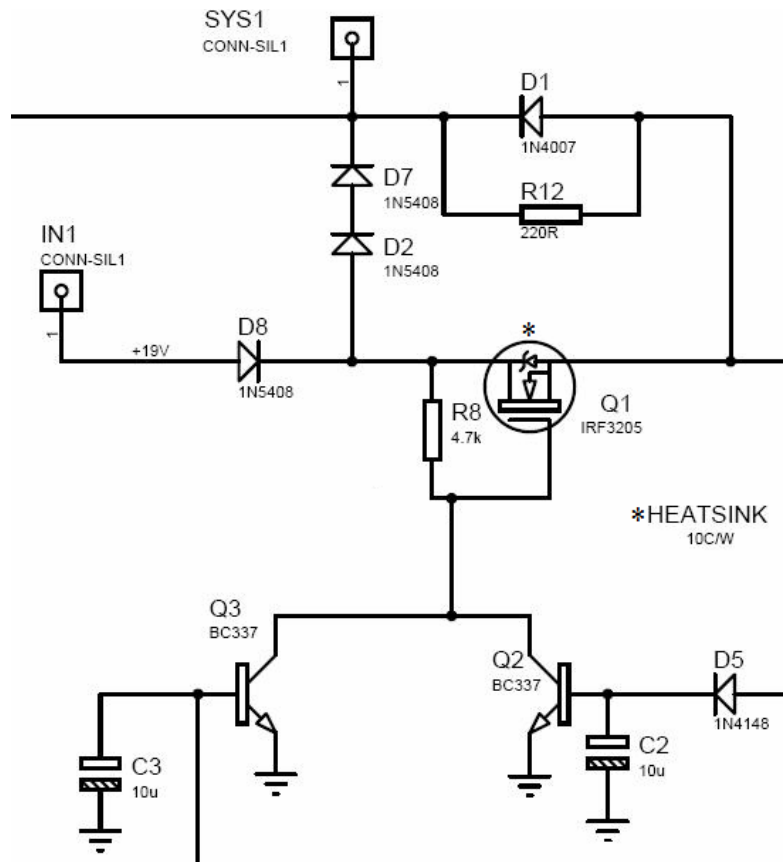 SYS1
CONN-SIL1
1
D1
1N4007
D7
1N5408
R12
220R
IN1
CONN-SIL1
D2
1N5408
1
+19V
D8
1N5408
*
R8
4.7k
Q1
IRF3205
*HEATSINK
10C/W
Q3
BC337
Q2
BC337
D5
1N4148
C3
10u
C2
10u